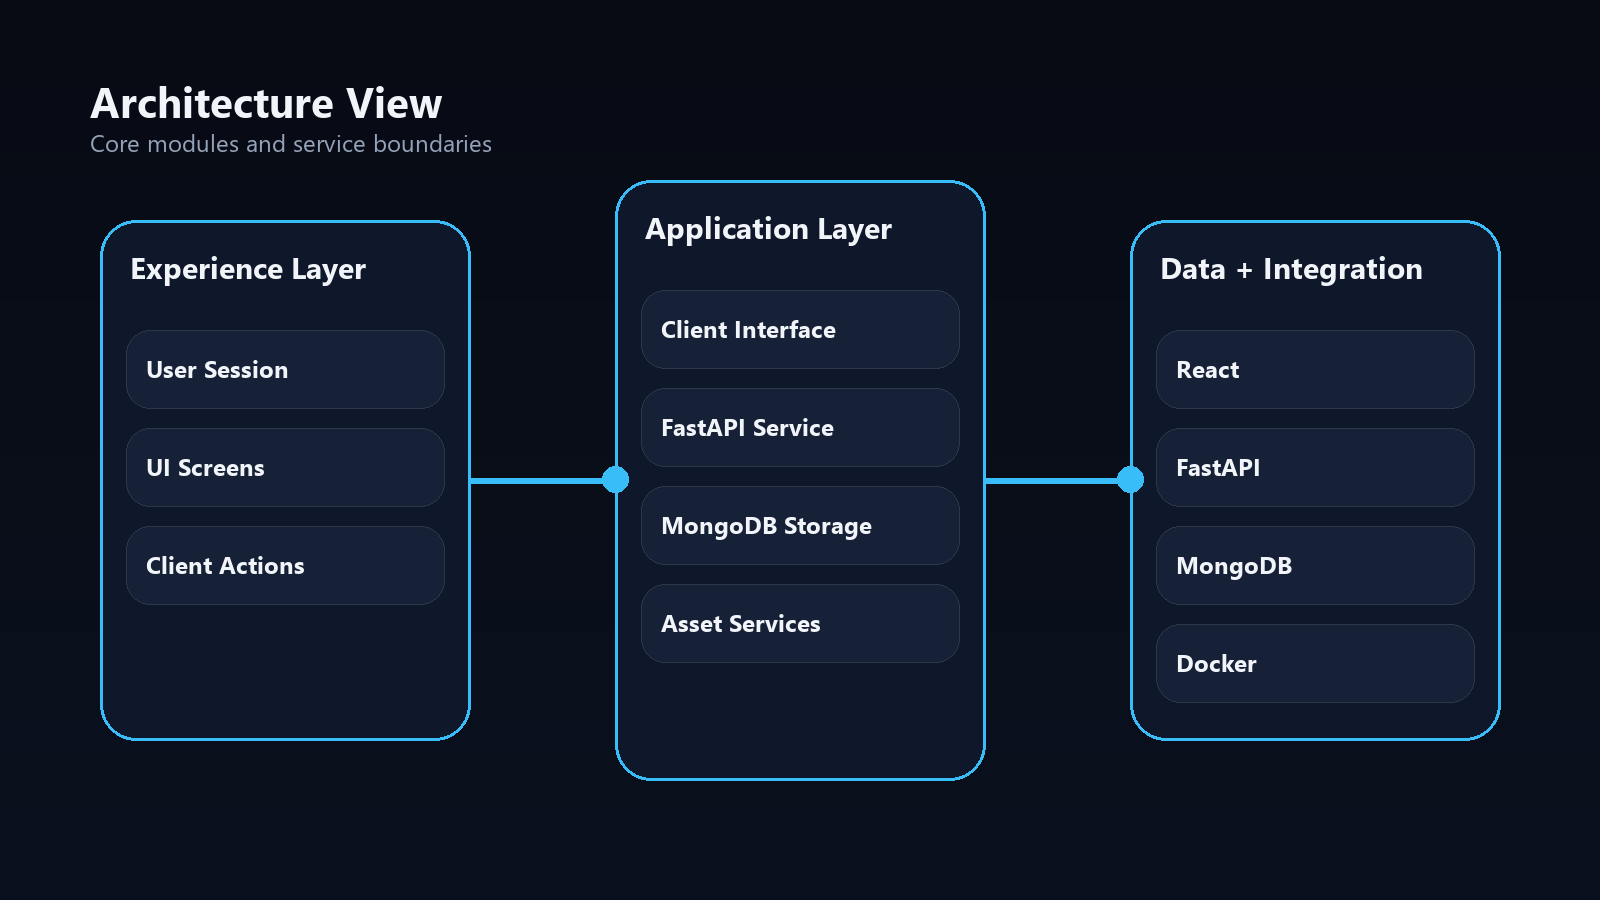 Architecture View
Core modules and service boundaries
Experience Layer
User Session
UI Screens
Client Actions
Application Layer
Client Interface
FastAPI Service
MongoDB Storage
Asset Services
Data + Integration
React
FastAPI
MongoDB
Docker